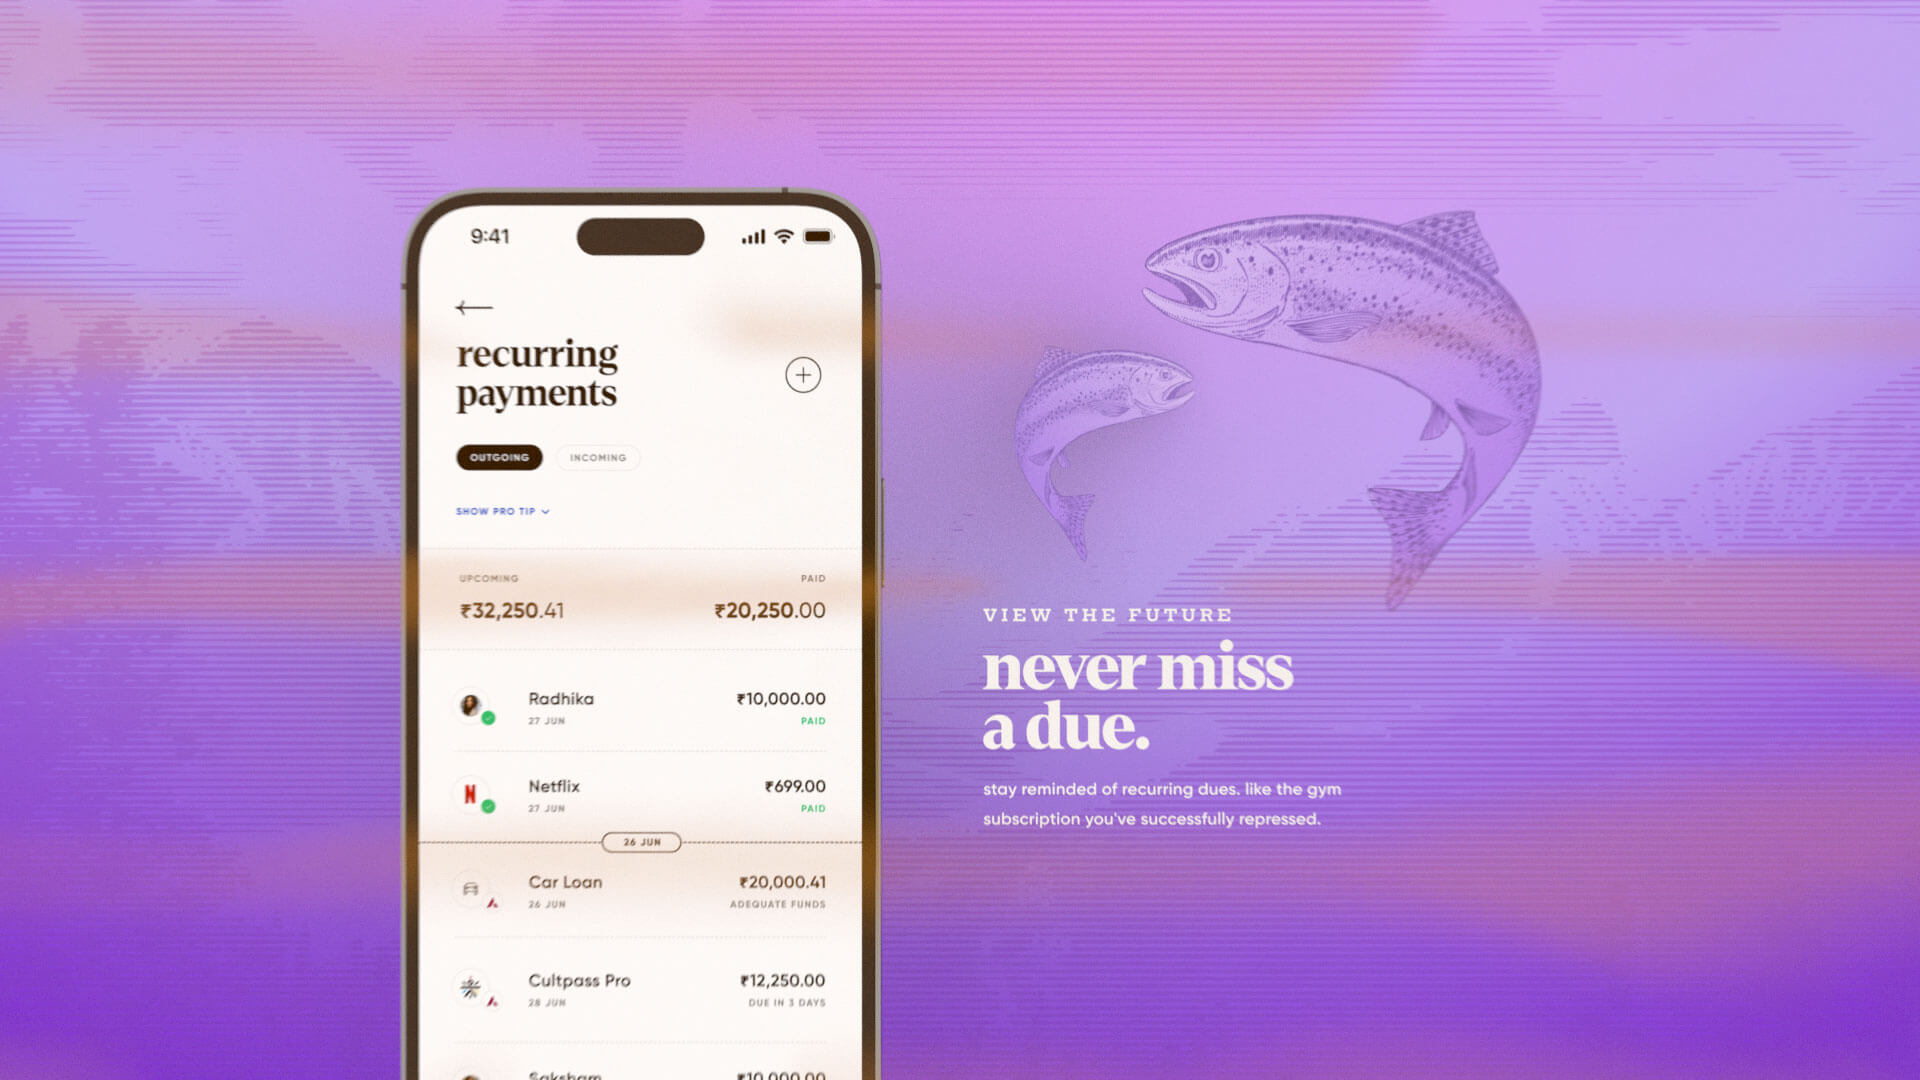 9:41
recurring
payments
OUTGOING INCOMING
SHOW PRO TIP
UPCOMING PAID
₹32,250.41 ₹20,250.00
Radhika ₹10,000.00
27 JUN PAID
N
Netflix ₹699.00
27 JUN PAID
26 JUN
Car Loan ₹20,000.41
26 JUN ADEQUATE FUNDS
Cultpass Pro ₹12,250.00
28 JUN DUE IN 3 DAYS
Saksham ₹10,000.00
VIEW THE FUTURE
never miss
a due.
stay reminded of recurring dues. like the gym
subscription you've successfully repressed.